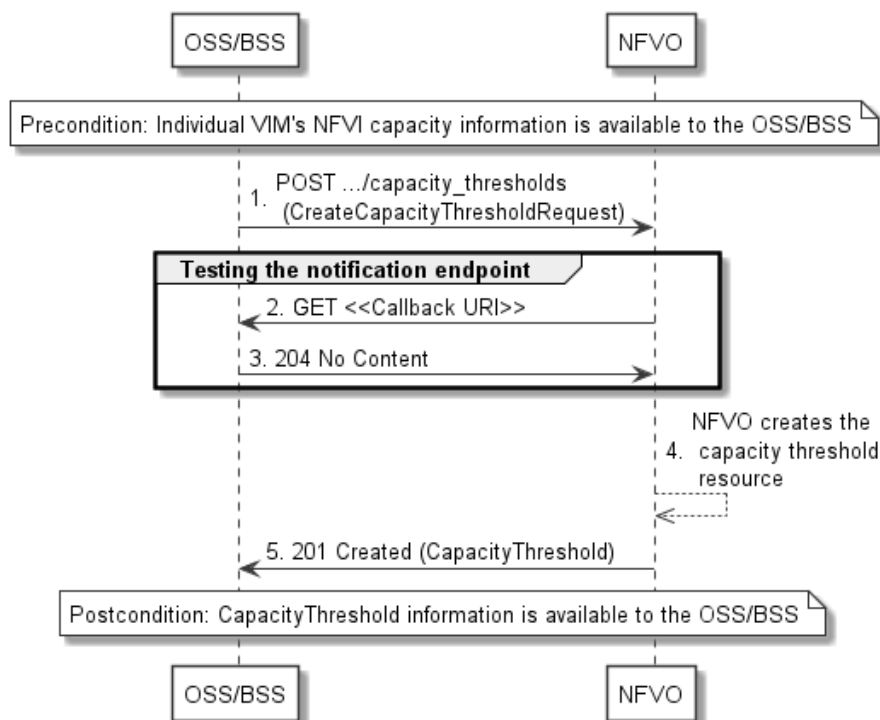 OSS/BSS
NFVO
Precondition: Individual VIM's NFVI capacity information is available to the OSS/BSS
1. POST .../capacity_thresholds
(CreateCapacityThresholdRequest)
Testing the notification endpoint
2. GET <<Callback URI>>
3. 204 No Content
NFVO creates the
4. capacity threshold
resource
5. 201 Created (CapacityThreshold)
Postcondition: CapacityThreshold information is available to the OSS/BSS
OSS/BSS
NFVO